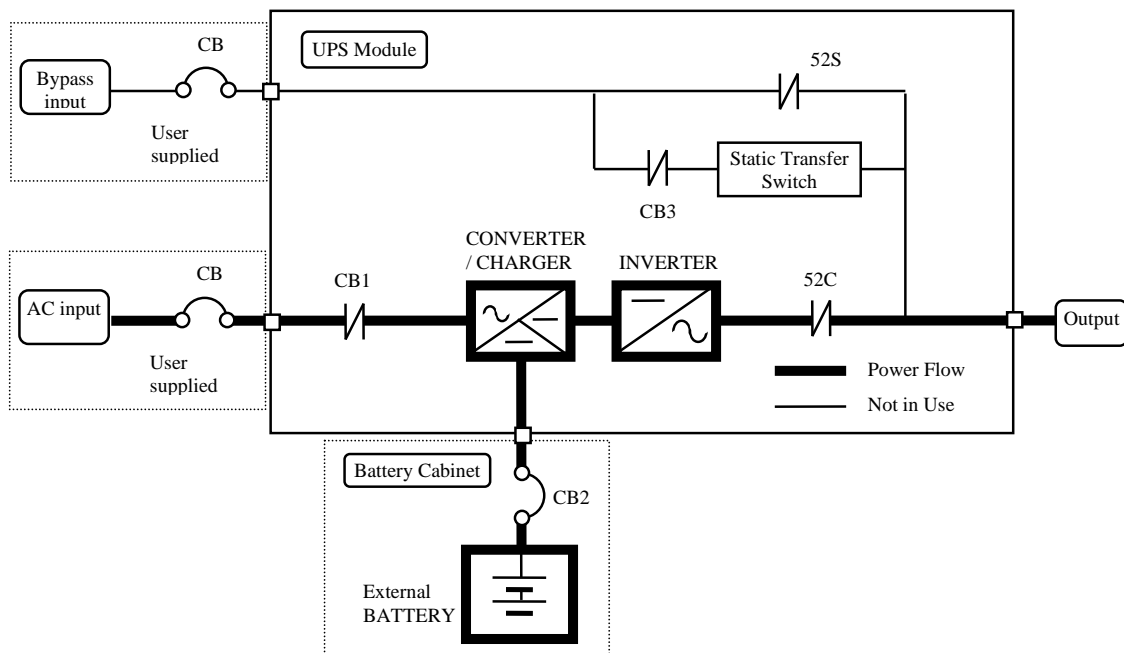 CB
UPS Module
52S
Bypass
input
User
supplied
Static Transfer
Switch
CB3
CONVERTER
/ CHARGER
INVERTER
CB
CB1
52C
AC input
Output
User
supplied
Power Flow
Not in Use
Battery Cabinet
CB2
External
BATTERY